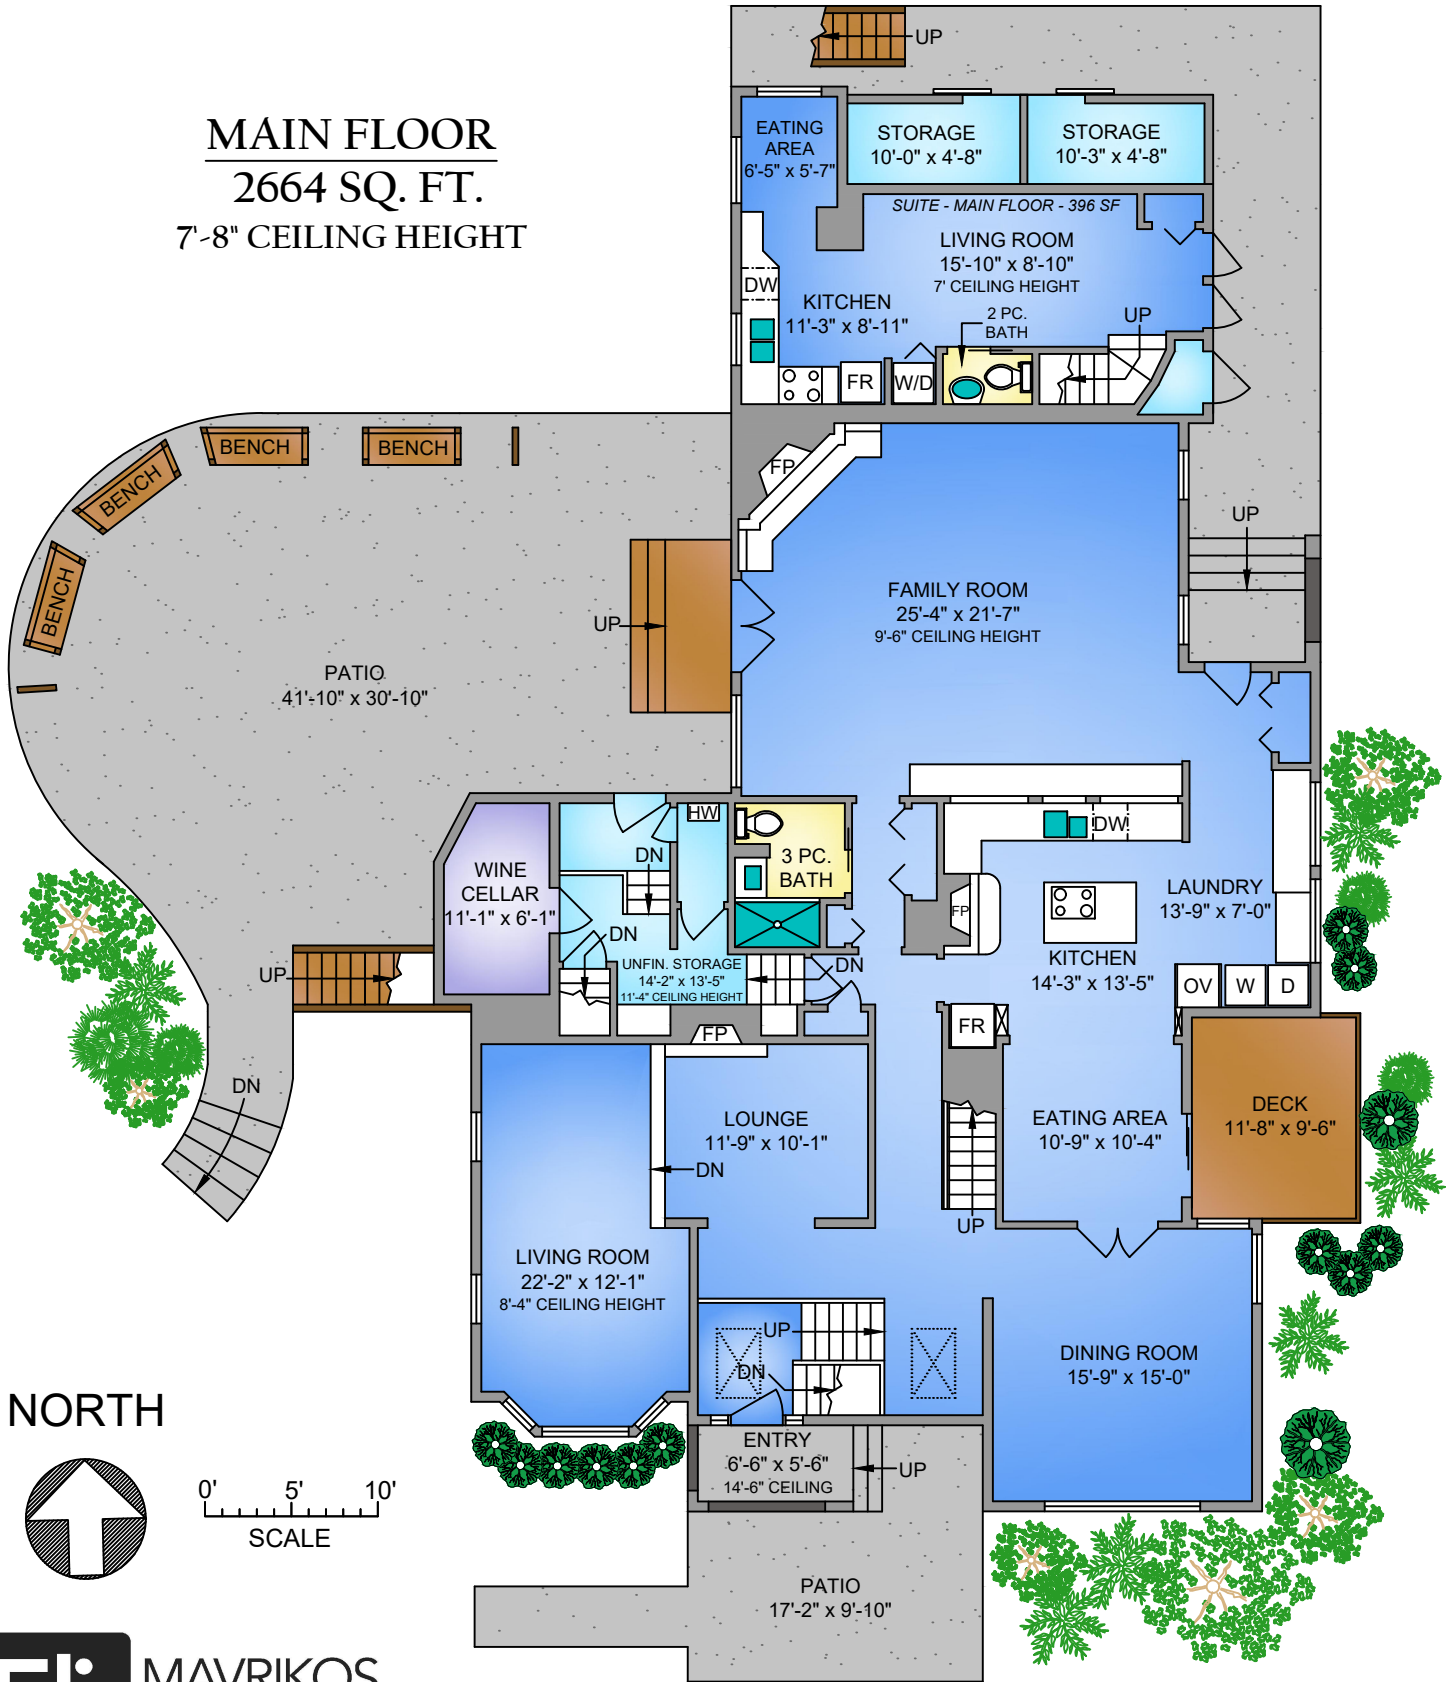 MAIN FLOOR
2664 SQ. FT.
7'-8" CEILING HEIGHT
UP
EATING
AREA
6'-5" x 5'-7"
STORAGE
10'-0" x 4'-8"
STORAGE
10'-3" x 4'-8"
SUITE - MAIN FLOOR - 396 SF
LIVING ROOM
15'-10" x 8'-10"
7' CEILING HEIGHT
DW
KITCHEN
11'-3" x 8'-11"
2 PC.
BATH
UP
FR
W/D
BENCH
BENCH
BENCH
BENCH
FP
UP
FAMILY ROOM
25'-4" x 21'-7"
9'-6" CEILING HEIGHT
UP
PATIO
41'-10" x 30'-10"
HW
DW
WINE
CELLAR
11'-1" x 6'-1"
DN
3 PC.
BATH
LAUNDRY
13'-9" x 7'-0"
FP
DN
KITCHEN
14'-3" x 13'-5"
UNFIN. STORAGE
14'-2" x 13'-5"
11'-4" CEILING HEIGHT
DN
UP
OV
W
D
FR
FP
DN
LOUNGE
11'-9" x 10'-1"
EATING AREA
10'-9" x 10'-4"
DECK
11'-8" x 9'-6"
DN
UP
LIVING ROOM
22'-2" x 12'-1"
8'-4" CEILING HEIGHT
UP
DN
DINING ROOM
15'-9" x 15'-0"
NORTH
ENTRY
6'-6" x 5'-6"
14'-6" CEILING
UP
0' 5' 10'
SCALE
PATIO
17'-2" x 9'-10"
MAVRIKOS